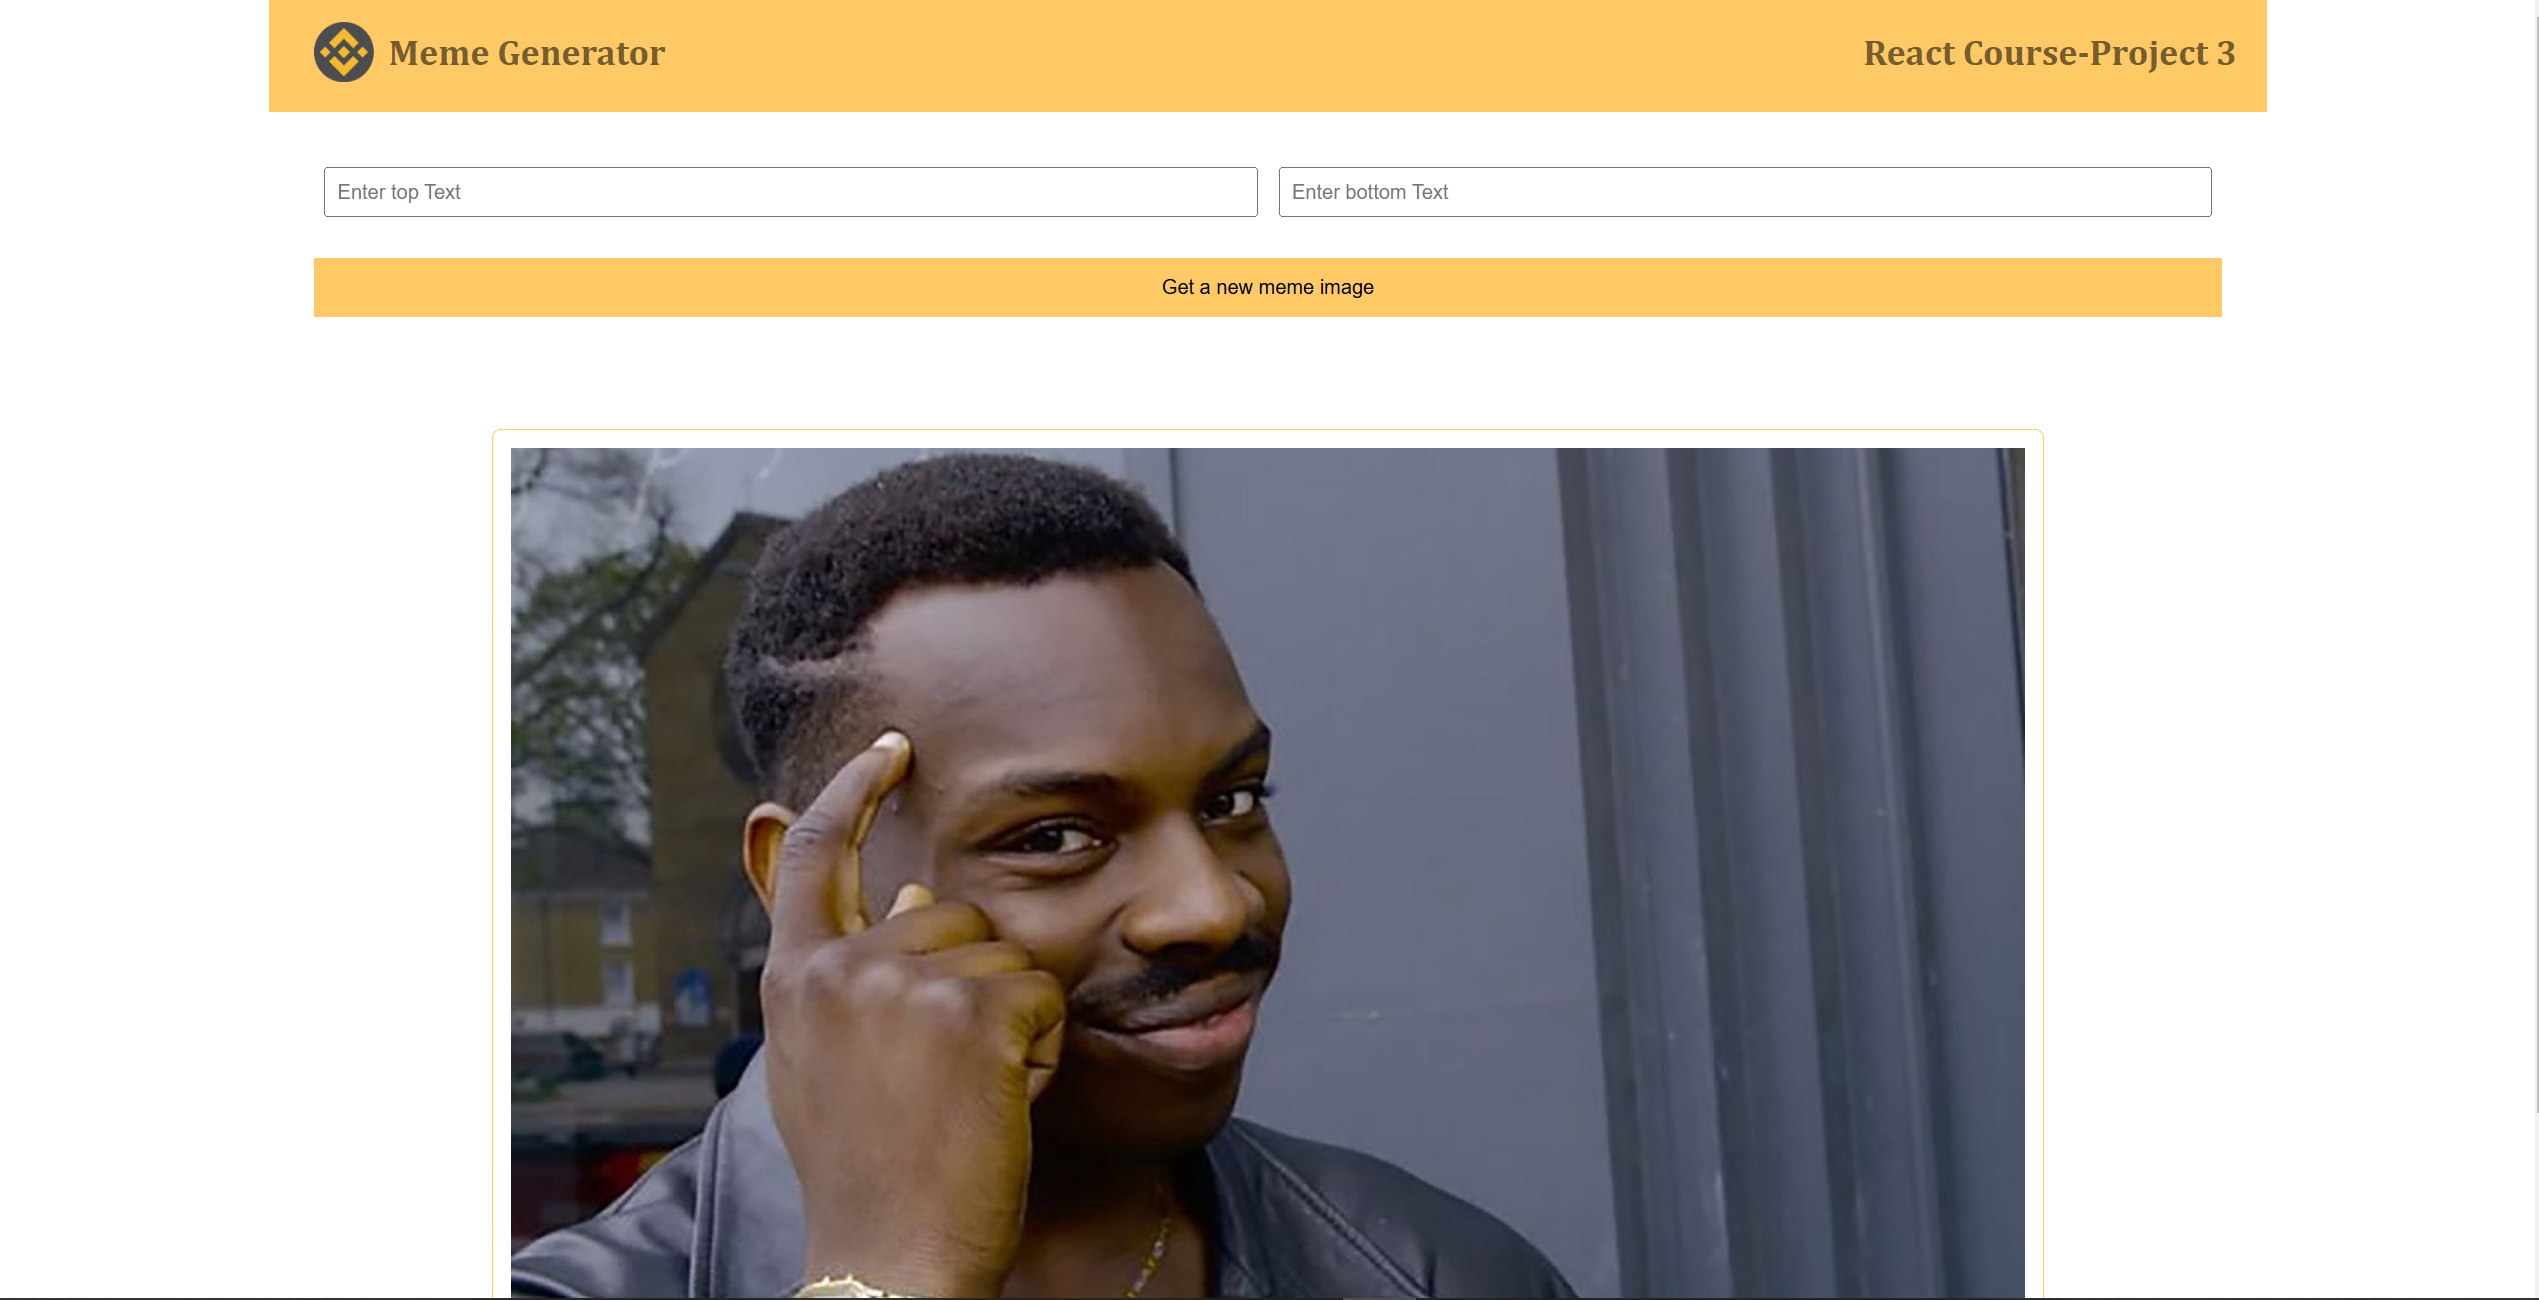 Meme Generator
React Course-Project 3
Enter top Text
Enter bottom Text
Get a new meme image